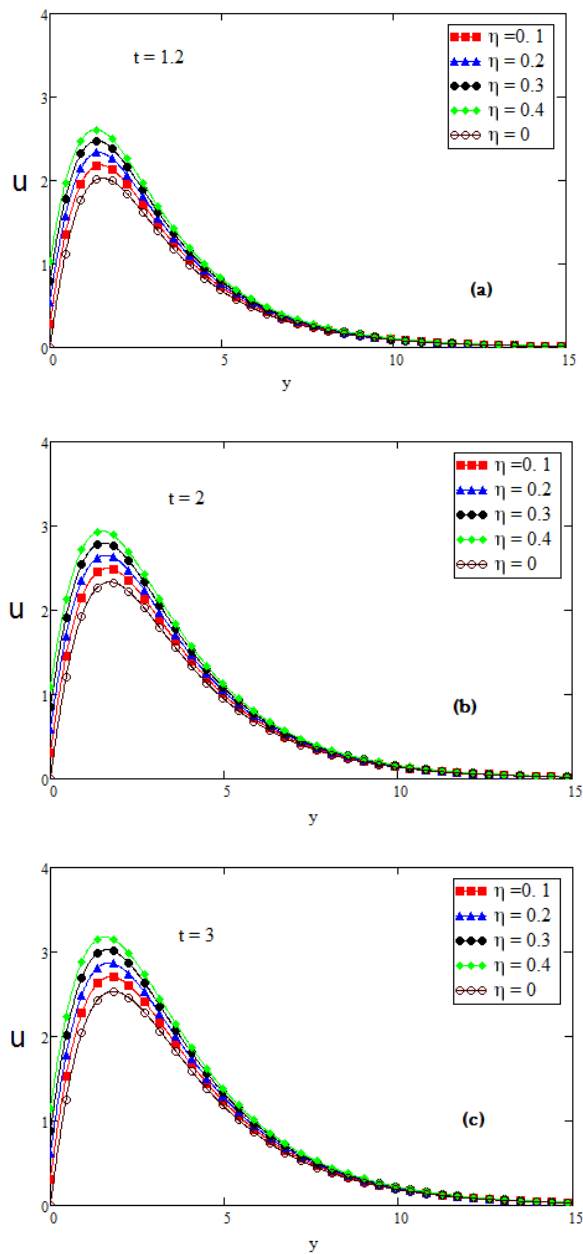 4
t = 1.2
η =0. 1
η = 0.2
η = 0.3
η = 0.4
η = 0
3
2
u
1
(a)
0
0 5 10 15
y
4
t = 2
η =0. 1
η = 0.2
η = 0.3
η = 0.4
η = 0
3
2
u
1
(b)
0
0 5 10 15
y
4
t = 3
η =0. 1
η = 0.2
η = 0.3
η = 0.4
η = 0
3
2
u
1
(c)
0
0 5 10 15
y